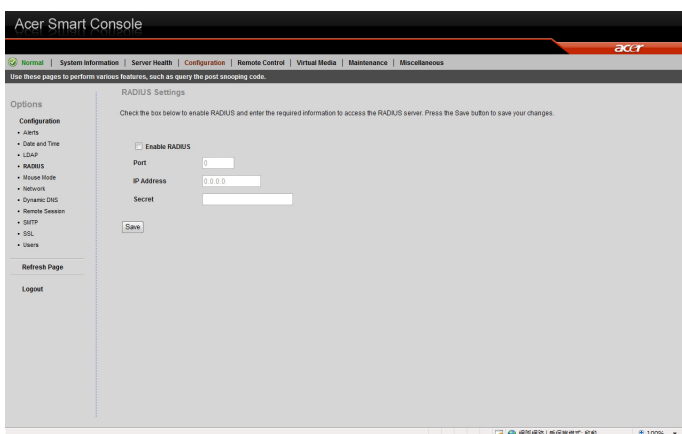 Acer Smart Console
acer
Normal | System Information | Server Health | Configuration | Remote Control | Virtual Media | Maintenance | Miscellaneous
Use these pages to perform various features, such as query the post snooping code.
Options
Configuration
• Alerts
• Date and Time
• LDAP
• RADIUS
• Mouse Mode
• Network
• Dynamic DNS
• Remote Session
• SMTP
• SSL
• Users
Refresh Page
Logout
RADIUS Settings
Check the box below to enable RADIUS and enter the required information to access the RADIUS server. Press the Save button to save your changes.
Enable RADIUS
Port 0
IP Address 0.0.0.0
Secret
Save
100%